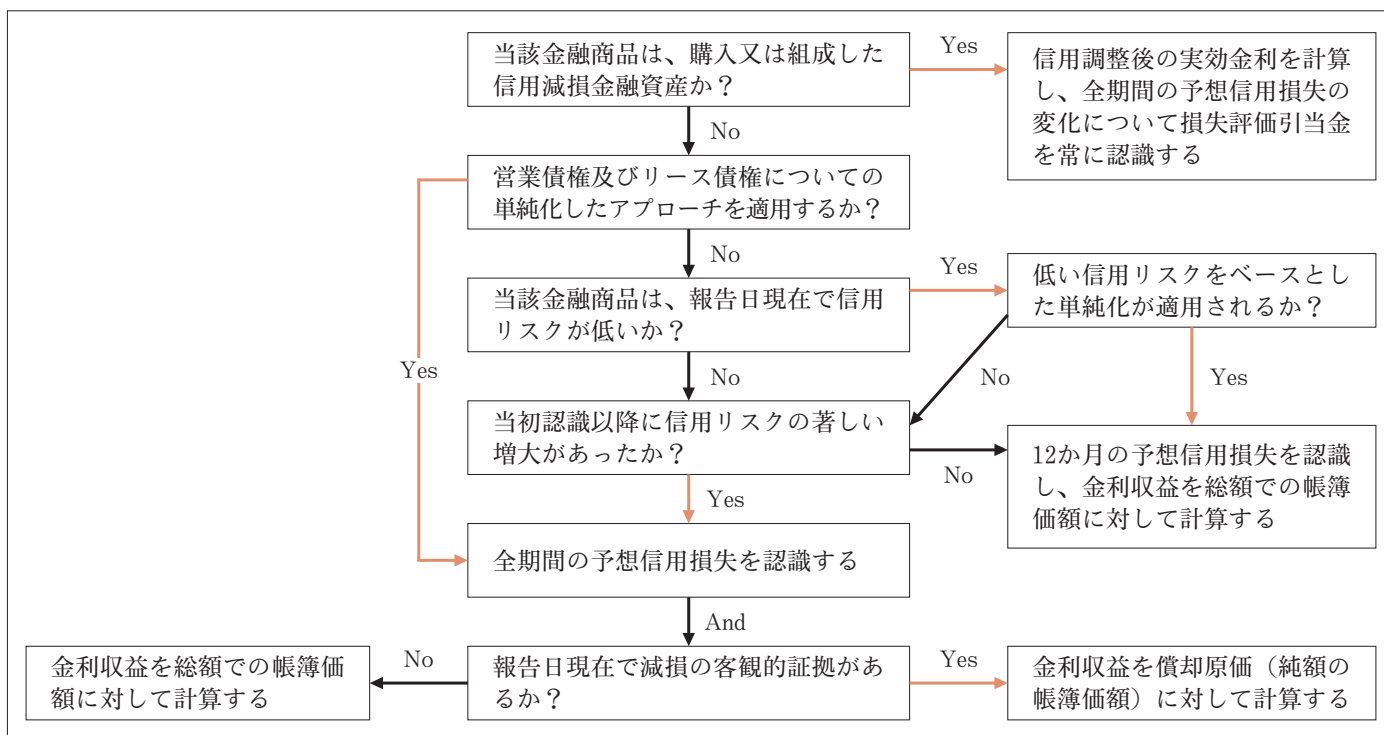 当該金融商品は、購入又は組成した
信用減損金融資産か？
Yes
信用調整後の実効金利を計算
し、全期間の予想信用損失の
変化について損失評価引当金
を常に認識する
No
営業債権及びリース債権についての
単純化したアプローチを適用するか？
No
当該金融商品は、報告日現在で信用
リスクが低いか？
Yes
低い信用リスクをベースとし
た単純化が適用されるか？
Yes
No
No
Yes
当初認識以降に信用リスクの著しい
増大があったか？
No
12か月の予想信用損失を認識
し、金利収益を総額での帳簿
価額に対して計算する
Yes
全期間の予想信用損失を認識する
And
報告日現在で減損の客観的証拠があ
るか？
No
金利収益を総額での帳簿価
額に対して計算する
Yes
金利収益を償却原価（純額の
帳簿価額）に対して計算する